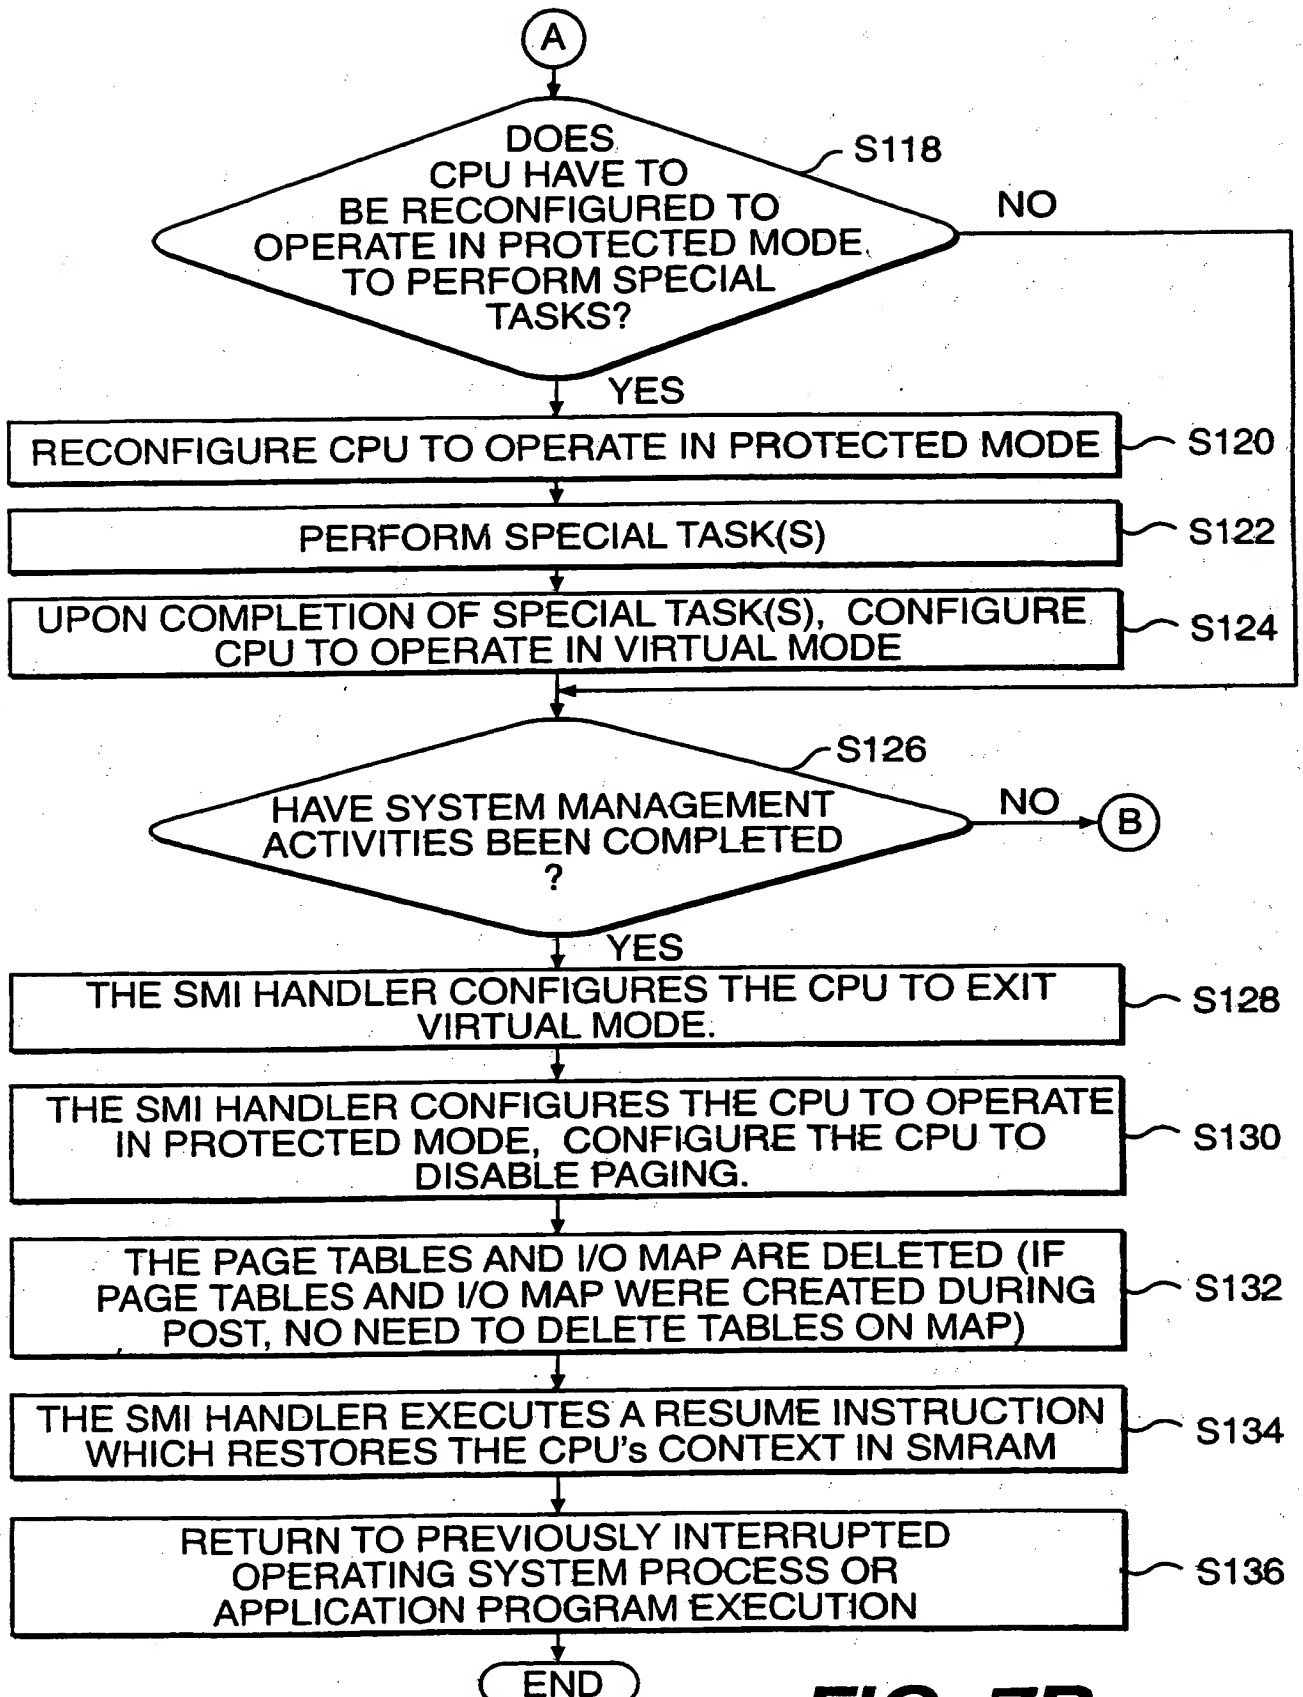 A
DOES
CPU HAVE TO
BE RECONFIGURED TO
OPERATE IN PROTECTED MODE
TO PERFORM SPECIAL
TASKS?
S118
NO
YES
RECONFIGURE CPU TO OPERATE IN PROTECTED MODE
S120
PERFORM SPECIAL TASK(S)
S122
UPON COMPLETION OF SPECIAL TASK(S), CONFIGURE
CPU TO OPERATE IN VIRTUAL MODE
S124
S126
HAVE SYSTEM MANAGEMENT
ACTIVITIES BEEN COMPLETED
?
NO
B
YES
THE SMI HANDLER CONFIGURES THE CPU TO EXIT
VIRTUAL MODE.
S128
THE SMI HANDLER CONFIGURES THE CPU TO OPERATE
IN PROTECTED MODE, CONFIGURE THE CPU TO
DISABLE PAGING.
S130
THE PAGE TABLES AND I/O MAP ARE DELETED (IF
PAGE TABLES AND I/O MAP WERE CREATED DURING
POST, NO NEED TO DELETE TABLES ON MAP)
S132
THE SMI HANDLER EXECUTES A RESUME INSTRUCTION
WHICH RESTORES THE CPU's CONTEXT IN SMRAM
S134
RETURN TO PREVIOUSLY INTERRUPTED
OPERATING SYSTEM PROCESS OR
APPLICATION PROGRAM EXECUTION
S136
END